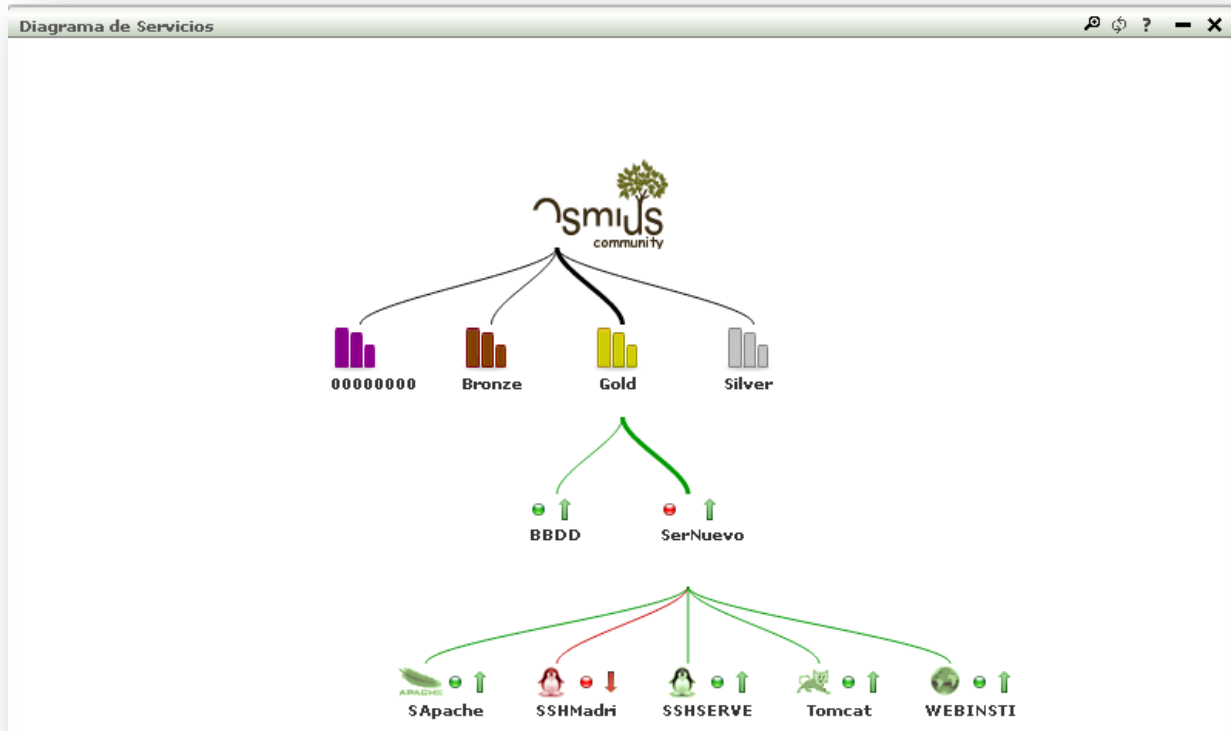 Diagrama de Servicios
?
Osmius
community
00000000 Bronze Gold Silver
BBDD SerNuevo
APACHE
SApache SSHMadri SSHSERVE Tomcat WEBINSTI